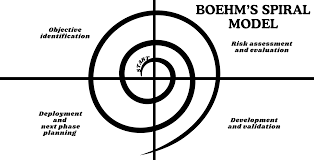 BOEHM'S SPIRAL
MODEL
Objective
identification
Risk assessment
and evaluation
START
Deployment
and
next phase
planning
Development
and validation